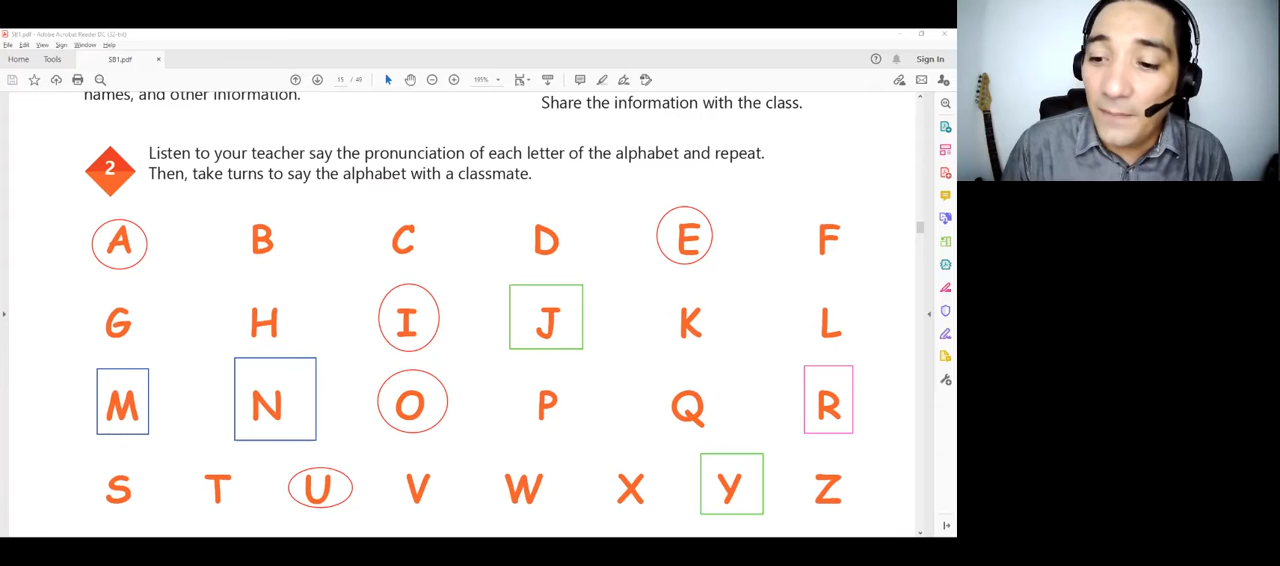 SB1.pdf - Adobe Acrobat Reader DC (32-bit)
File Edit View Sign Window Help
Home Tools SB1.pdf × Sign In
15 / 49 195%
names, and other information.
Share the information with the class.
2
Listen to your teacher say the pronunciation of each letter of the alphabet and repeat.
Then, take turns to say the alphabet with a classmate.
A B C D E F
G H I J K L
M N O P Q R
S T U V W X Y Z